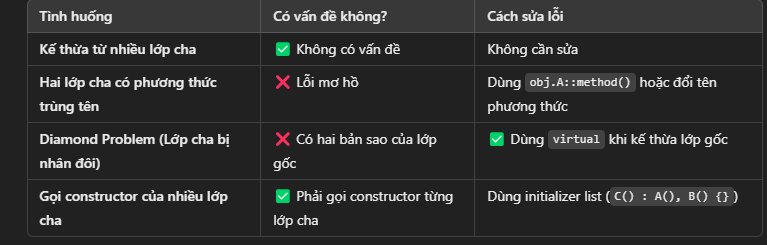 Tình huống
Có vấn đề không?
Cách sửa lỗi
Kế thừa từ nhiều lớp cha
✅ Không có vấn đề
Không cần sửa
Hai lớp cha có phương thức
trùng tên
❌ Lỗi mơ hồ
Dùng obj.A::method() hoặc đổi tên
phương thức
Diamond Problem (Lớp cha bị
nhân đôi)
❌ Có hai bản sao của lớp
gốc
✅ Dùng virtual khi kế thừa lớp gốc
Gọi constructor của nhiều lớp
cha
✅ Phải gọi constructor từng
lớp cha
Dùng initializer list (C() : A(), B() {})